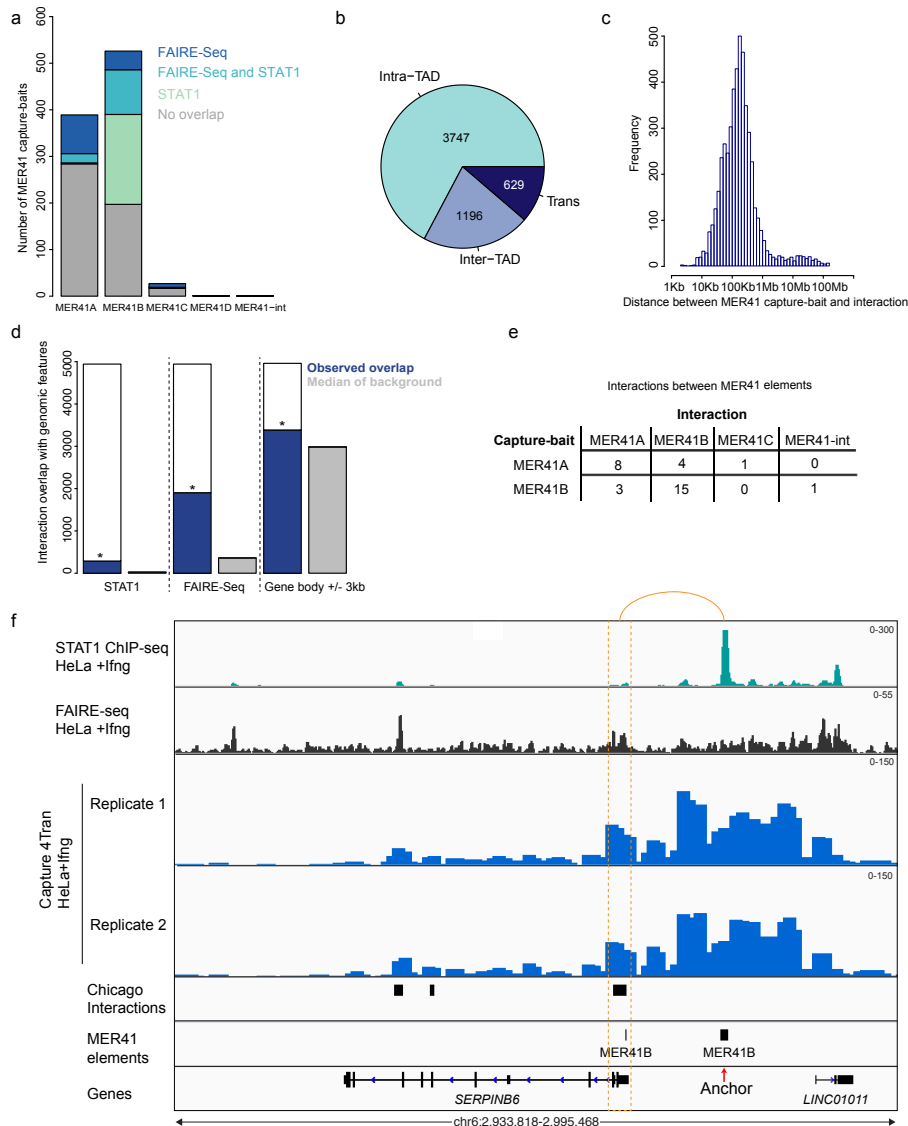 a
600
500
400
300
200
100
0
Number of MER41 capture-baits
FAIRE-Seq
FAIRE-Seq and STAT1
STAT1
No overlap
MER41A
MER41B
MER41C
MER41D
MER41-int
b
Intra-TAD
3747
629
Trans
1196
Inter-TAD
c
500
400
300
200
100
0
Frequency
1Kb
10Kb
100Kb
1Mb
10Mb
100Mb
Distance between MER41 capture-bait and interaction
d
5000
4000
3000
2000
1000
0
Interaction overlap with genomic features
Observed overlap
Median of background
*
*
*
STAT1
FAIRE-Seq
Gene body +/- 3kb
e
Interactions between MER41 elements
Interaction
Capture-bait MER41A MER41B MER41C MER41-int
MER41A 8 4 1 0
MER41B 3 15 0 1
f
STAT1 ChIP-seq
HeLa +Ifng
0-300
FAIRE-seq
HeLa +Ifng
0-55
Capture 4Tran
HeLa+Ifng
Replicate 1
0-150
Replicate 2
0-150
Chicago
Interactions
MER41
elements
MER41B
MER41B
Genes
SERPINB6
Anchor
LINC01011
chr6:2.933.818-2.995.468